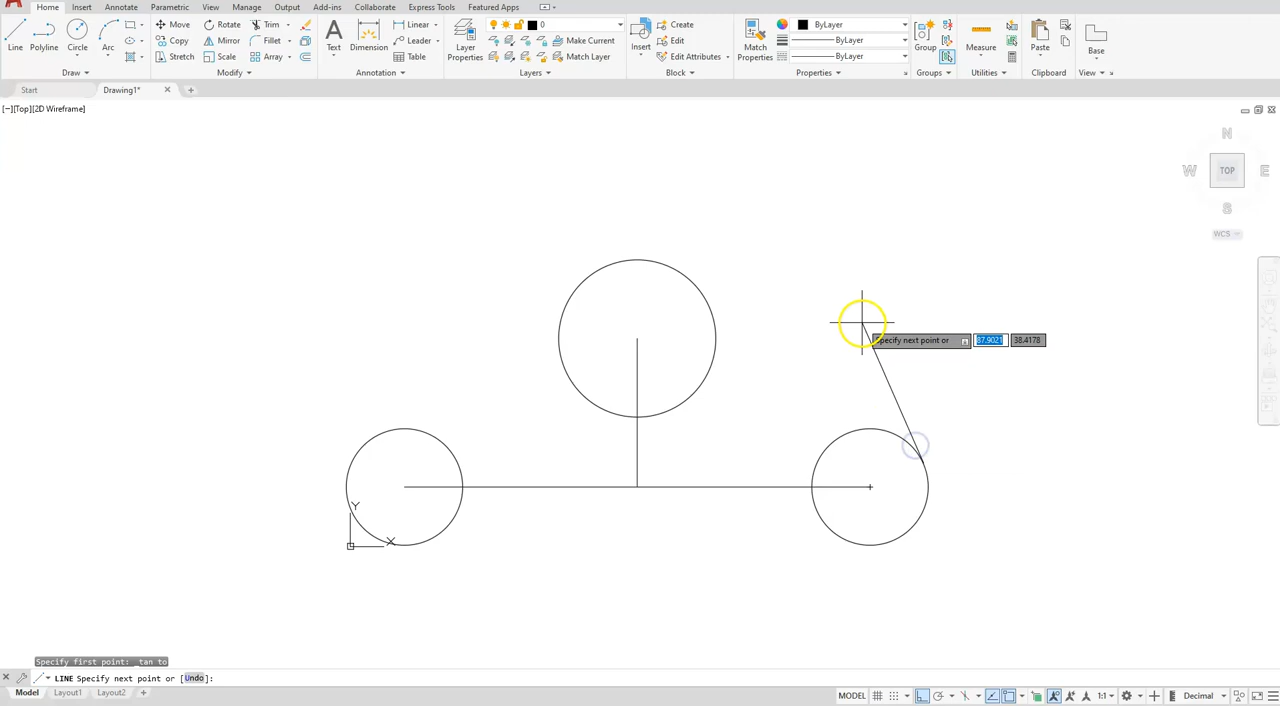 Home Insert Annotate Parametric View Manage Output Add-ins Collaborate Express Tools Featured Apps
Line Polyline Circle Arc
Move Rotate Trim
Copy Mirror Fillet
Stretch Scale Array
Text Dimension
Linear
Leader
Table
Layer Properties
0
Make Current
Match Layer
Insert
Create
Edit
Edit Attributes
Match Properties
ByLayer
ByLayer
ByLayer
Group
Measure
Paste
Base
Draw Modify Annotation Layers Block Properties Groups Utilities Clipboard View
Start Drawing1*
[−][Top][2D Wireframe]
N
W TOP E
S
WCS
Specify next point or 87.9021 38.4178
Y
X
Specify first point: _tan to
LINE Specify next point or [Undo]:
Model Layout1 Layout2
MODEL 1:1 Decimal